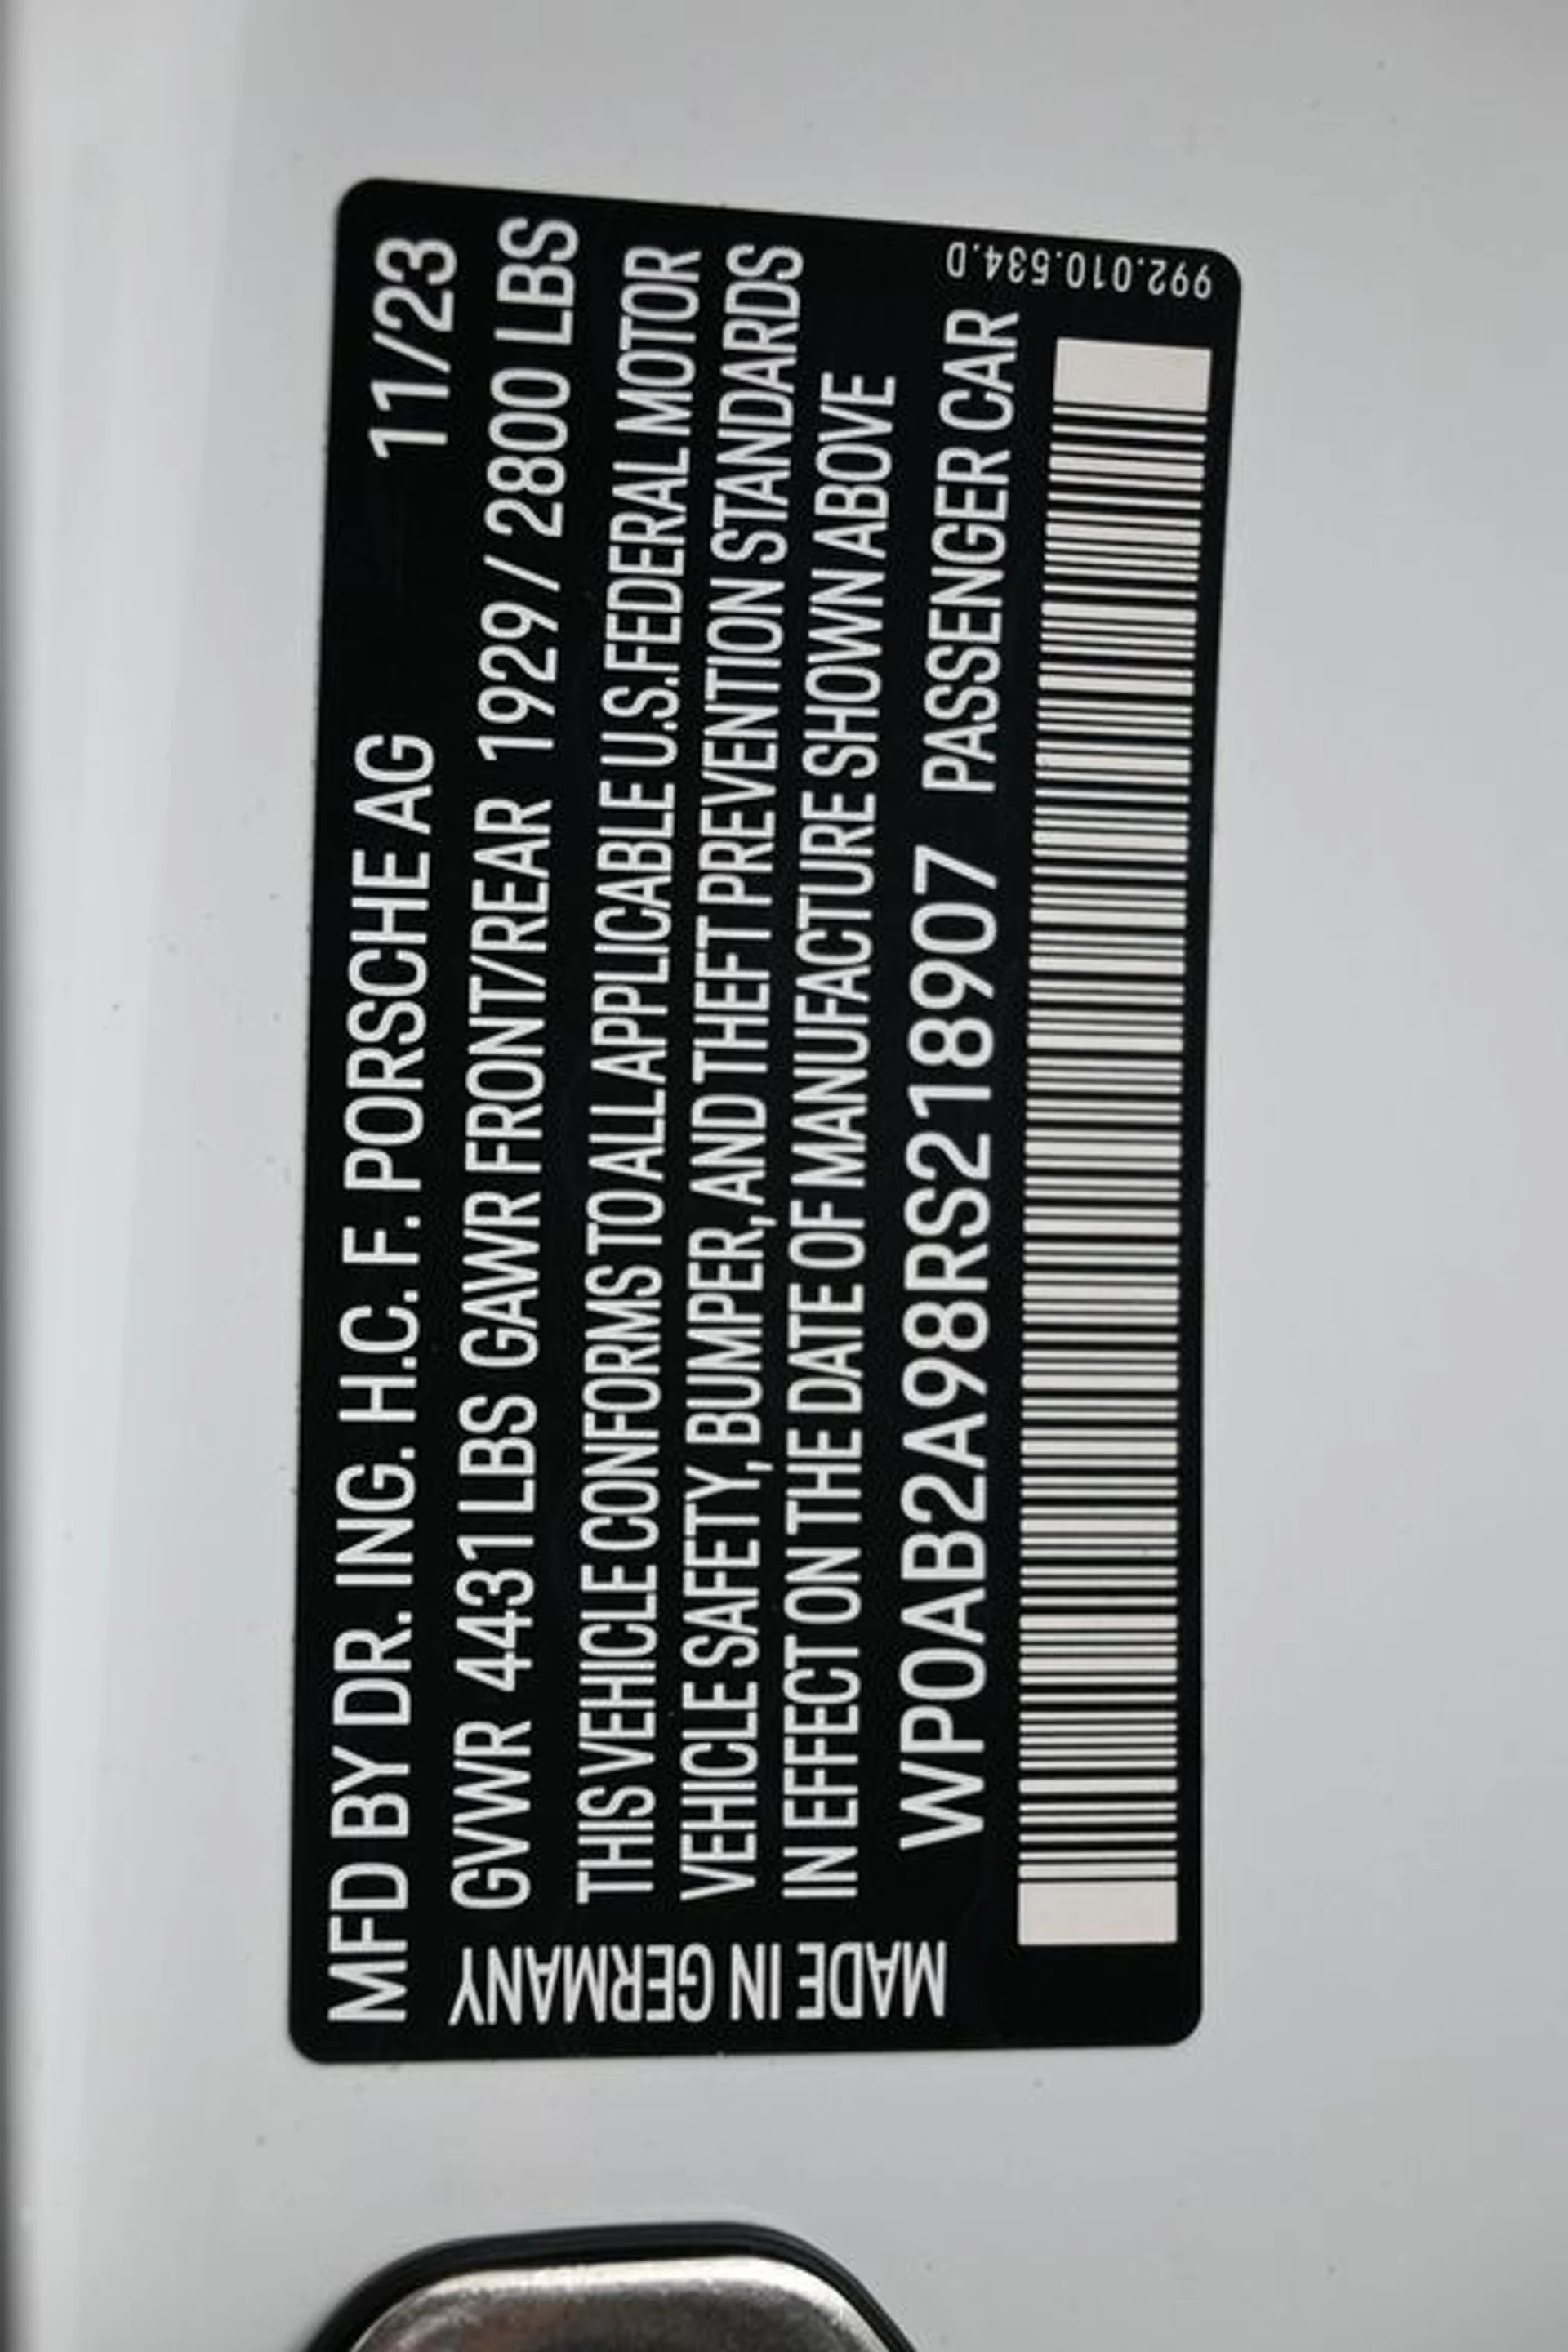 MFD BY DR. ING. H.C. F. PORSCHE AG 11/23
GVWR 4431 LBS GAWR FRONT/REAR 1929 / 2800 LBS
THIS VEHICLE CONFORMS TO ALL APPLICABLE U.S.FEDERAL MOTOR
VEHICLE SAFETY, BUMPER, AND THEFT PREVENTION STANDARDS
IN EFFECT ON THE DATE OF MANUFACTURE SHOWN ABOVE
WP0AB2A98RS218907 PASSENGER CAR
MADE IN GERMANY
992.010.534.D